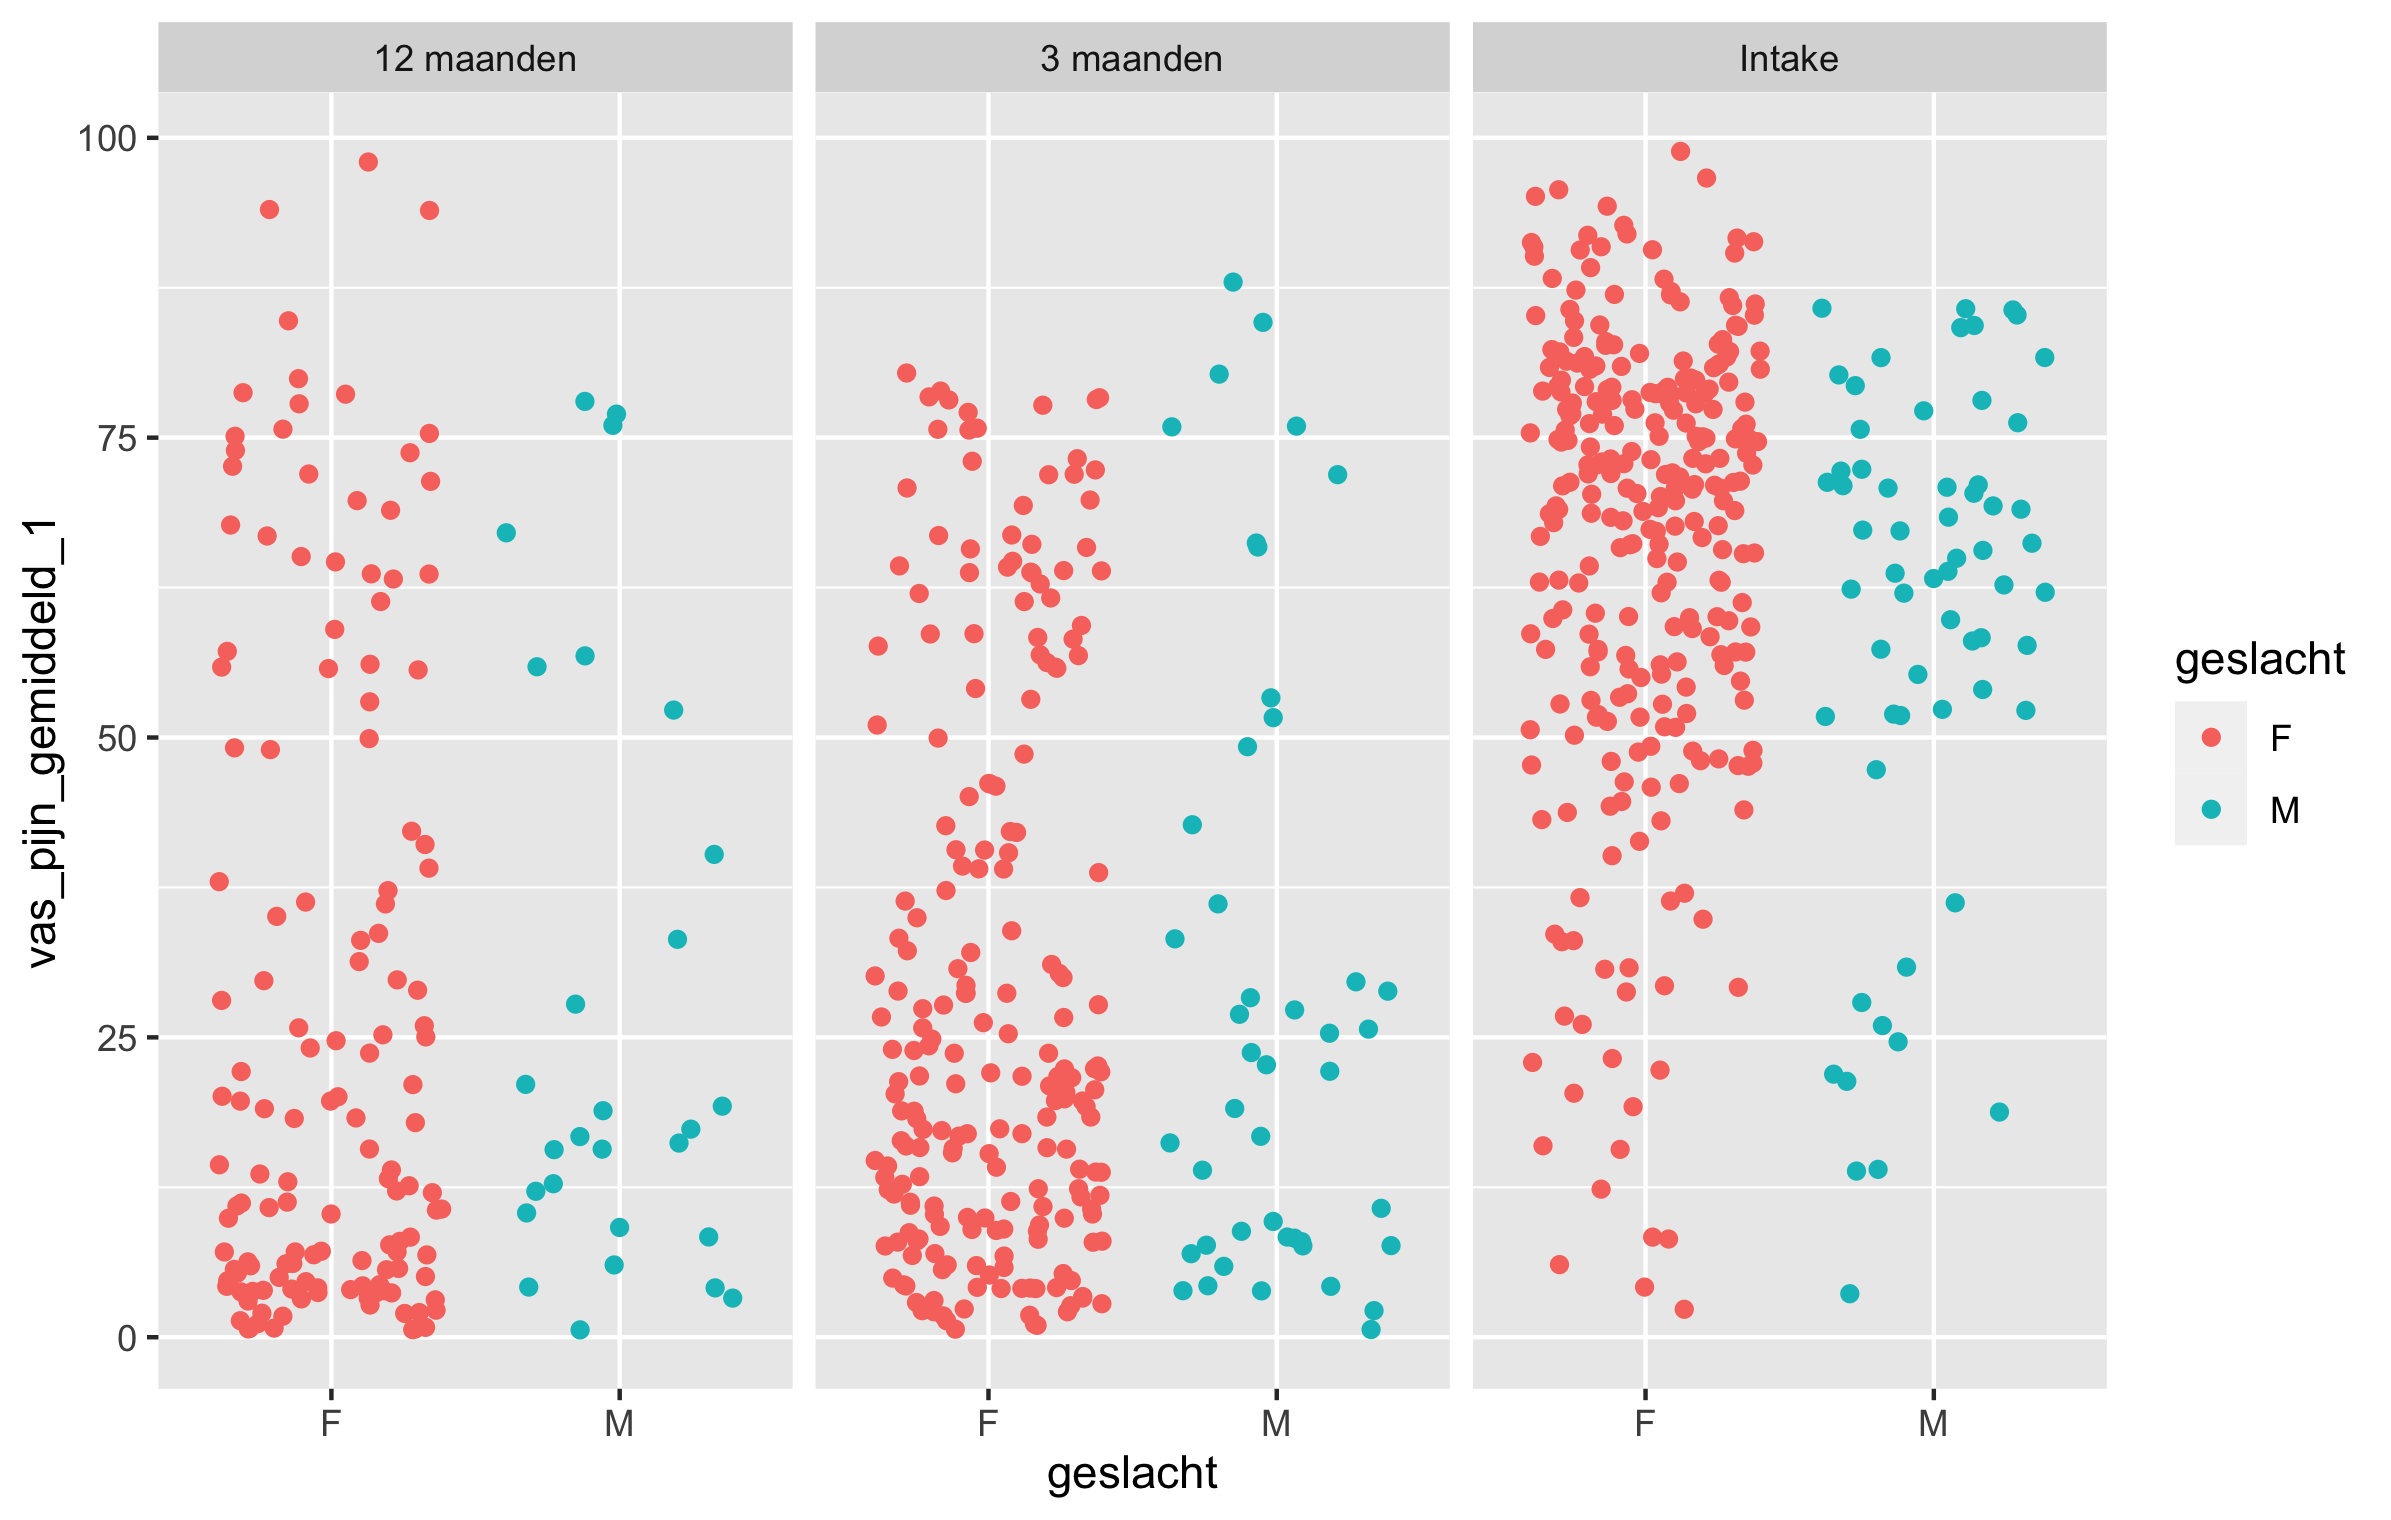 12 maanden
3 maanden
Intake
100
75
50
25
0
vas_pijn_gemiddeld_1
F
M
F
M
F
M
geslacht
geslacht
F
M